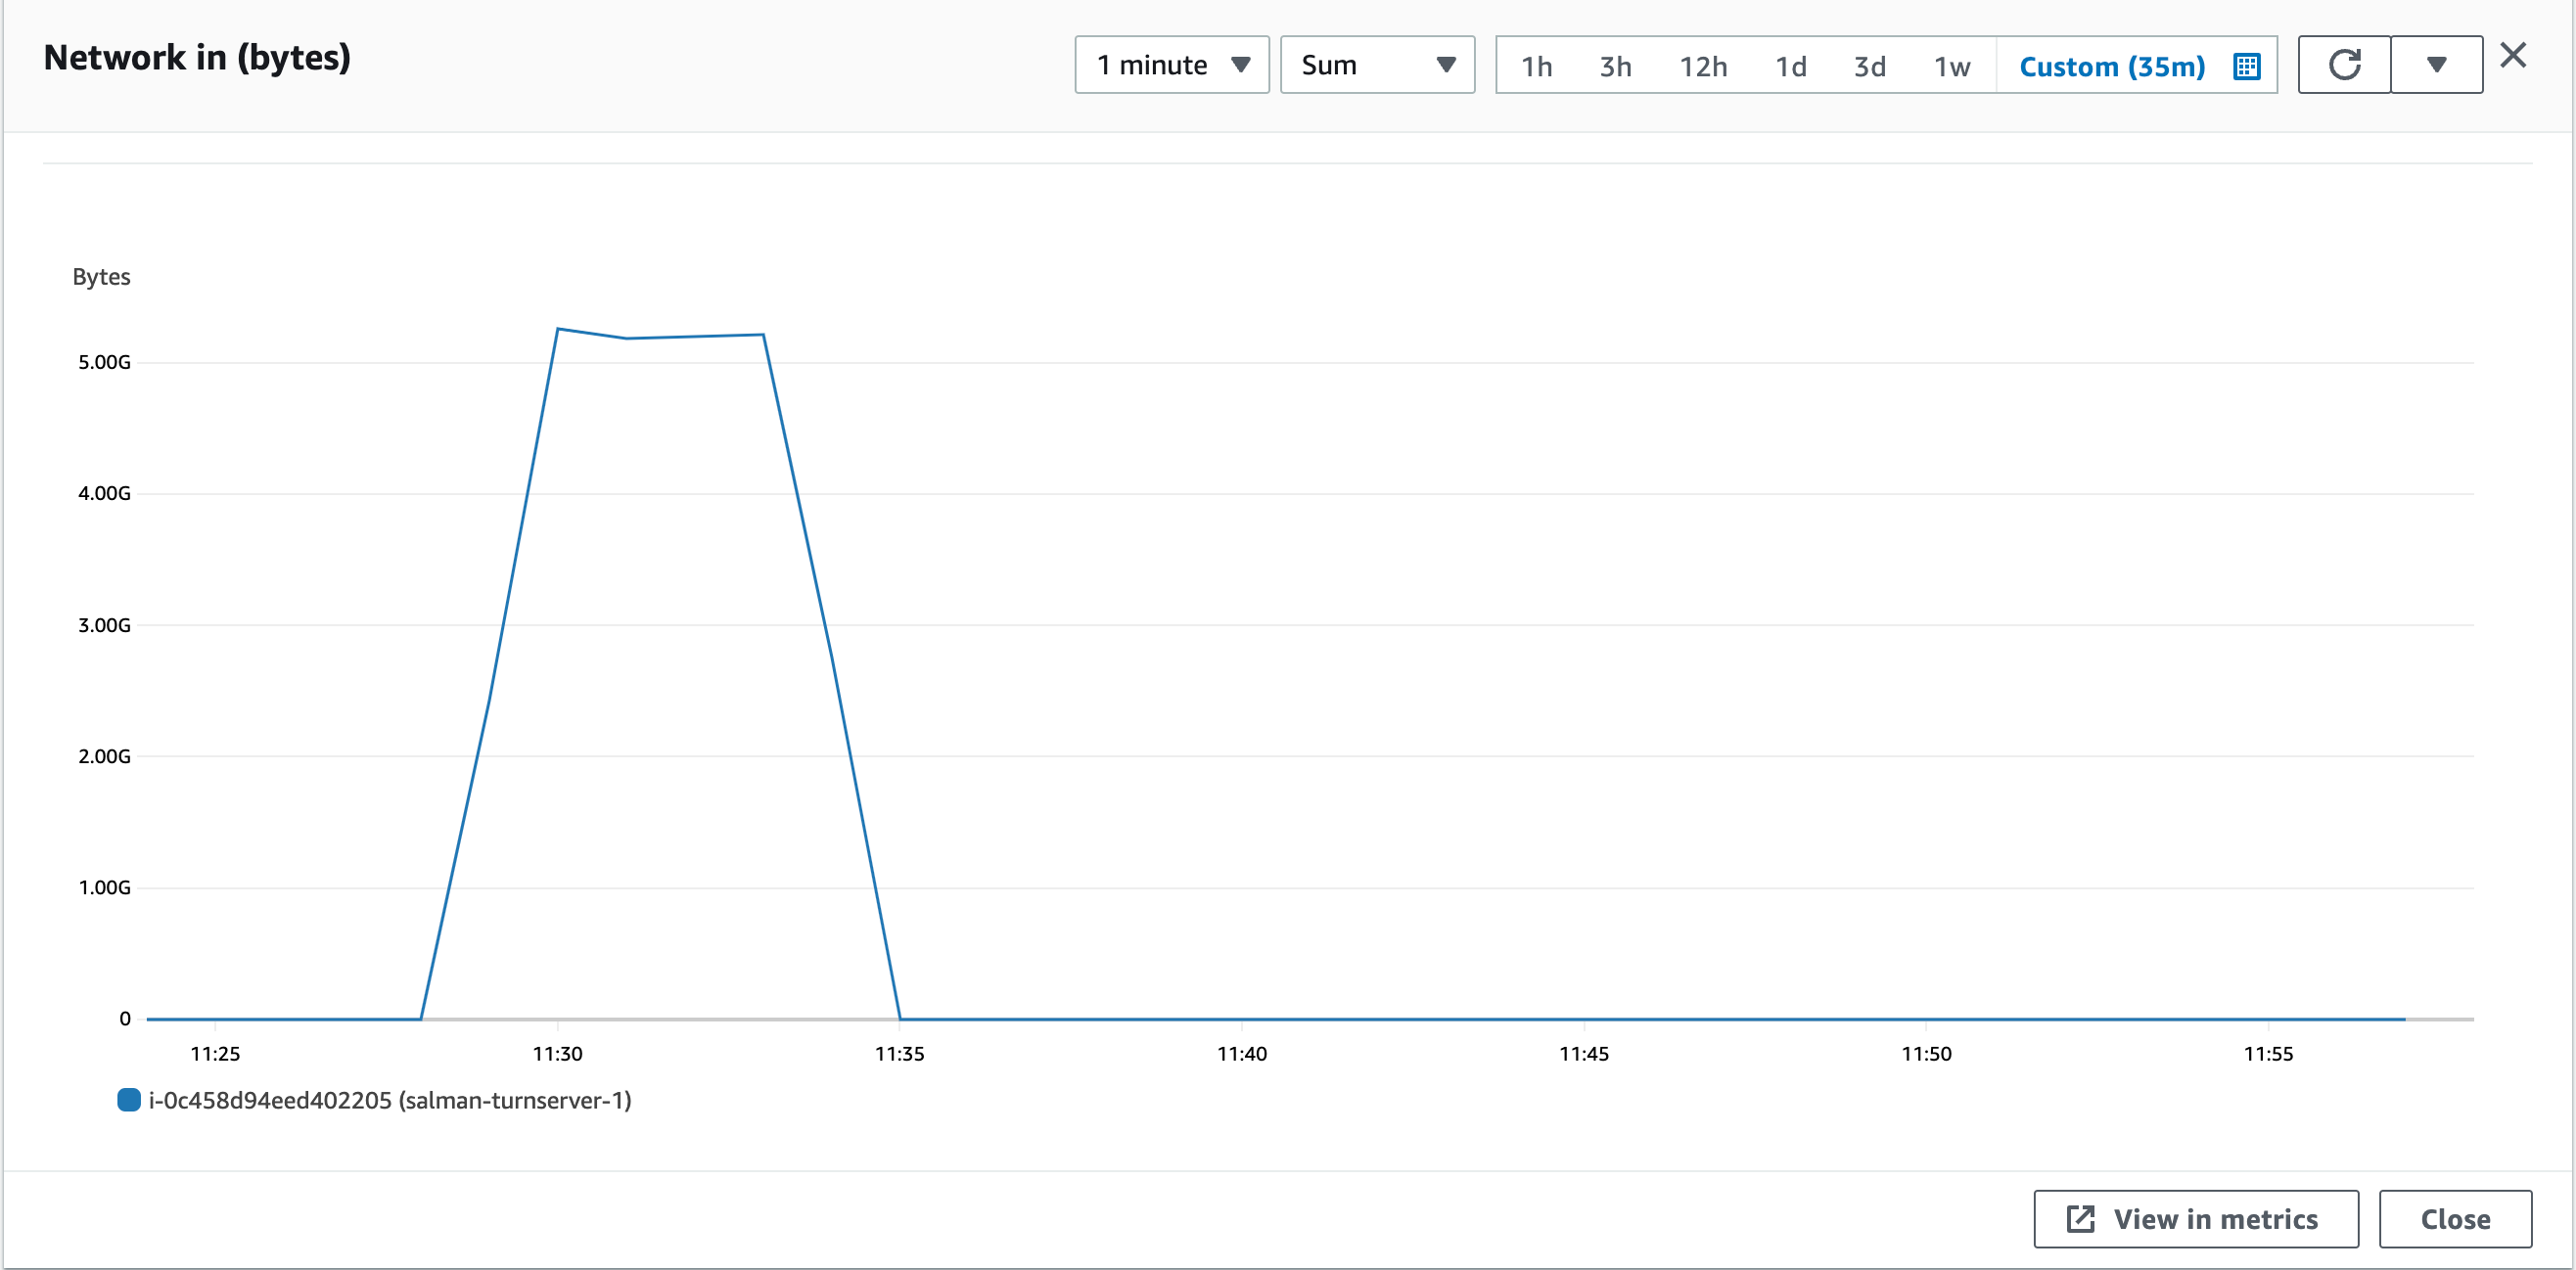 Network in (bytes)
1 minute
Sum
1h 3h 12h 1d 3d 1w Custom (35m)
Bytes
5.00G
4.00G
3.00G
2.00G
1.00G
0
11:25 11:30 11:35 11:40 11:45 11:50 11:55
i-0c458d94eed402205 (salman-turnserver-1)
View in metrics
Close